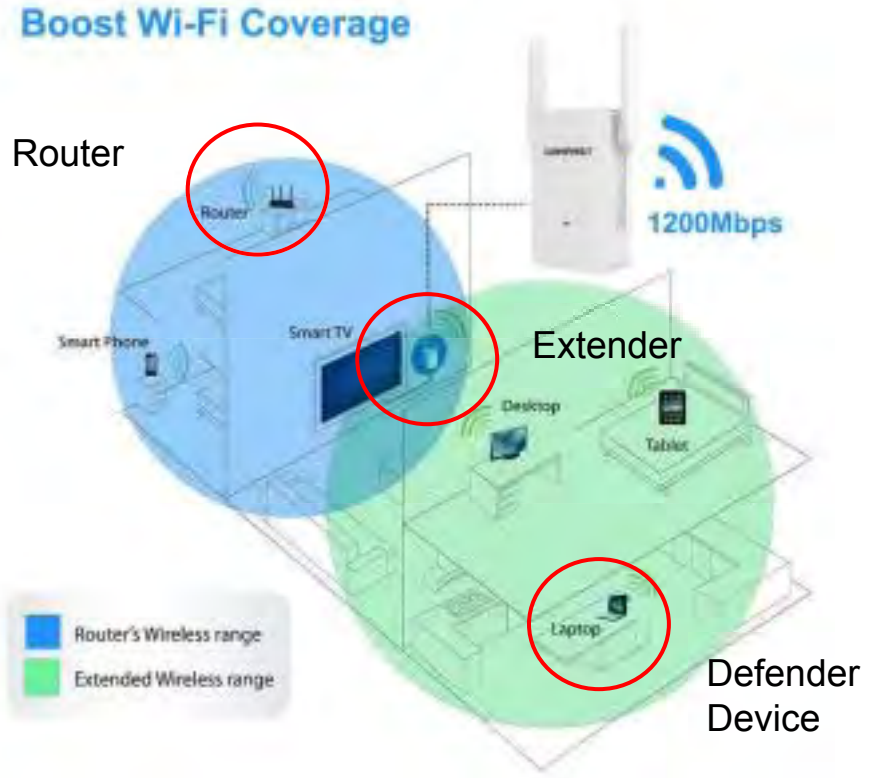 Boost Wi-Fi Coverage
Router
Router
1200Mbps
Smart Phone
Smart TV
Extender
Desktop
Tablet
Laptop
Router's Wireless range
Extended Wireless range
Defender
Device